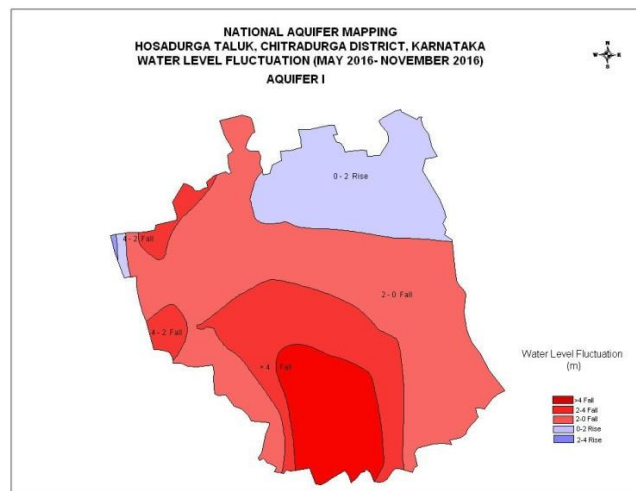 NATIONAL AQUIFER MAPPING
HOSADURGA TALUK, CHITRADURGA DISTRICT, KARNATAKA
WATER LEVEL FLUCTUATION (MAY 2016- NOVEMBER 2016)
AQUIFER I
N
W E
S
0 - 2 Rise
4 - 2 Fall
2 - 0 Fall
4 - 2 Fall
+ 4 Fall
Water Level Fluctuation
(m)
>4 Fall
2-4 Fall
2-0 Fall
0-2 Rise
2-4 Rise